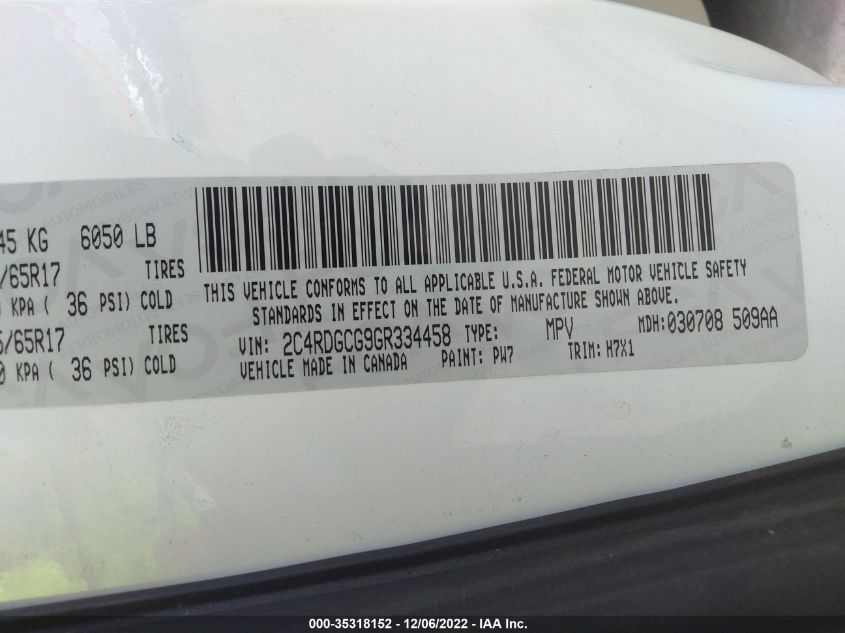 45 KG 6050 LB
/65R17 TIRES
KPA ( 36 PSI) COLD
/65R17 TIRES
0 KPA ( 36 PSI) COLD
THIS VEHICLE CONFORMS TO ALL APPLICABLE U.S.A. FEDERAL MOTOR VEHICLE SAFETY
STANDARDS IN EFFECT ON THE DATE OF MANUFACTURE SHOWN ABOVE.
VIN: 2C4RDGCG9GR334458 TYPE: MPV MDH:030708 509AA
VEHICLE MADE IN CANADA PAINT: PW7 TRIM: H7X1
000-35318152 - 12/06/2022 - IAA Inc.